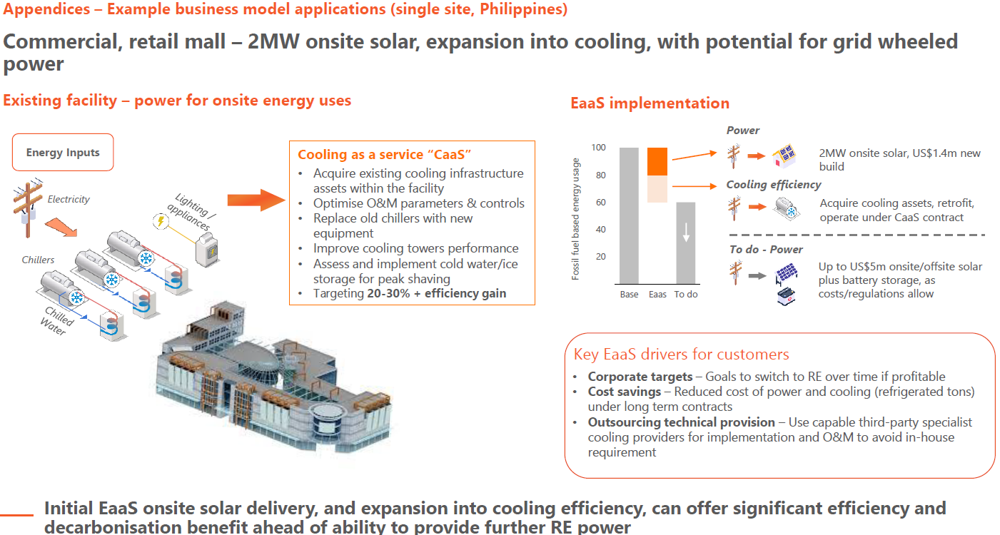 Appendices – Example business model applications (single site, Philippines)
Commercial, retail mall – 2MW onsite solar, expansion into cooling, with potential for grid wheeled
power
Existing facility – power for onsite energy uses
Energy Inputs
Electricity
Lighting /
appliances
Chillers
Chilled
Water
Cooling as a service “CaaS”
• Acquire existing cooling infrastructure
assets within the facility
• Optimise O&M parameters & controls
• Replace old chillers with new
equipment
• Improve cooling towers performance
• Assess and implement cold water/ice
storage for peak shaving
• Targeting 20-30% + efficiency gain
EaaS implementation
Fossil fuel based energy usage
100
80
60
40
20
Base
Eaas
To do
Power
2MW onsite solar, US$1.4m new
build
Cooling efficiency
Acquire cooling assets, retrofit,
operate under CaaS contract
To do - Power
Up to US$5m onsite/offsite solar
plus battery storage, as
costs/regulations allow
Key EaaS drivers for customers
• Corporate targets – Goals to switch to RE over time if profitable
• Cost savings – Reduced cost of power and cooling (refrigerated tons)
under long term contracts
• Outsourcing technical provision – Use capable third-party specialist
cooling providers for implementation and O&M to avoid in-house
requirement
Initial EaaS onsite solar delivery, and expansion into cooling efficiency, can offer significant efficiency and
decarbonisation benefit ahead of ability to provide further RE power